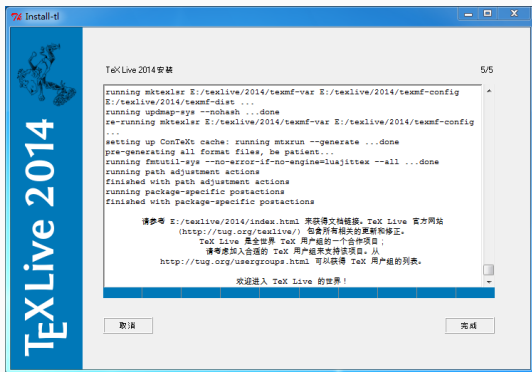 Install-tl
TeX Live 2014 安装 5/5
running mktexlsr E:/texlive/2014/texmf-var E:/texlive/2014/texmf-config
E:/texlive/2014/texmf-dist ...
running updmap-sys --nohash ...done
re-running mktexlsr E:/texlive/2014/texmf-var E:/texlive/2014/texmf-config
...
setting up ConTeXt cache: running mtxrun --generate ...done
pre-generating all format files, be patient...
running fmtutil-sys --no-error-if-no-engine=luajittex --all ...done
running path adjustment actions
finished with path adjustment actions
running package-specific postactions
finished with package-specific postactions
请参考 E:/texlive/2014/index.html 来获得文档链接。TeX Live 官方网站
(http://tug.org/texlive/) 包含所有相关的更新和修正。
TeX Live 是全世界 TeX 用户组的一个合作项目；
请考虑加入合适的 TeX 用户组来支持该项目。从
http://tug.org/usergroups.html 可以获得 TeX 用户组的列表。
欢迎进入 TeX Live 的世界！
取消 完成
TEX Live 2014